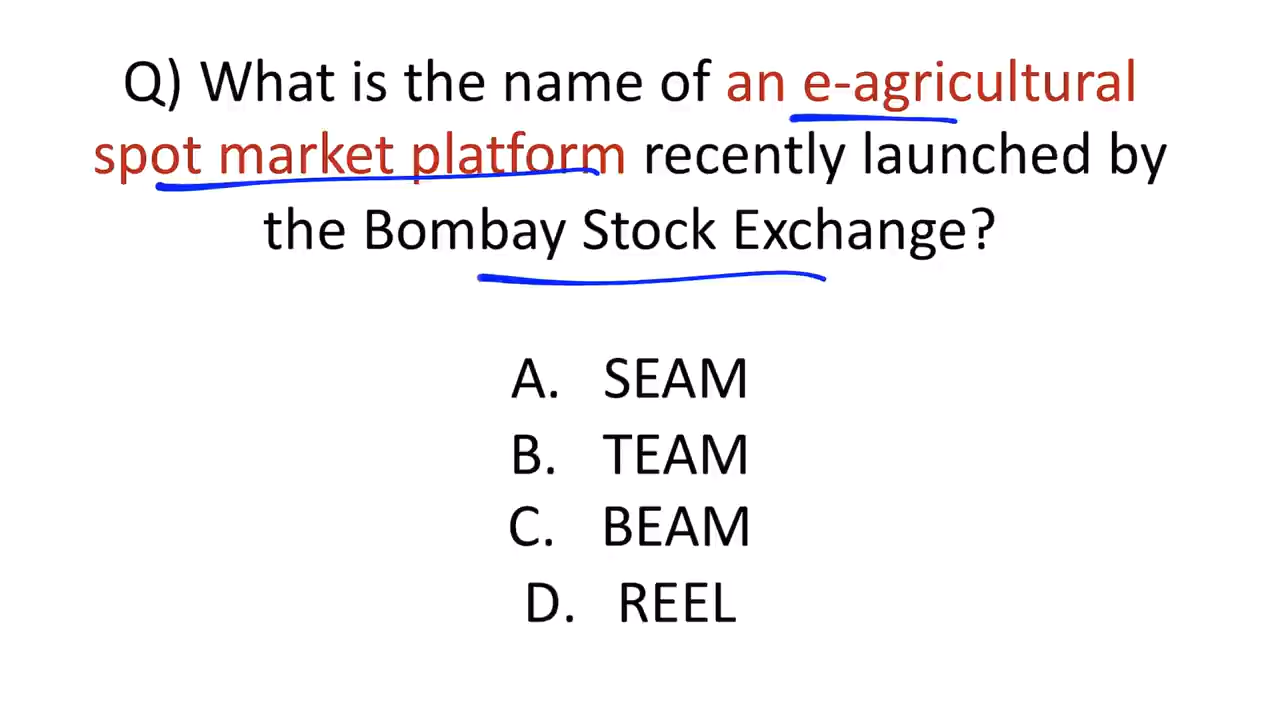 Q) What is the name of an e-agricultural
spot market platform recently launched by
the Bombay Stock Exchange?
A. SEAM
B. TEAM
C. BEAM
D. REEL